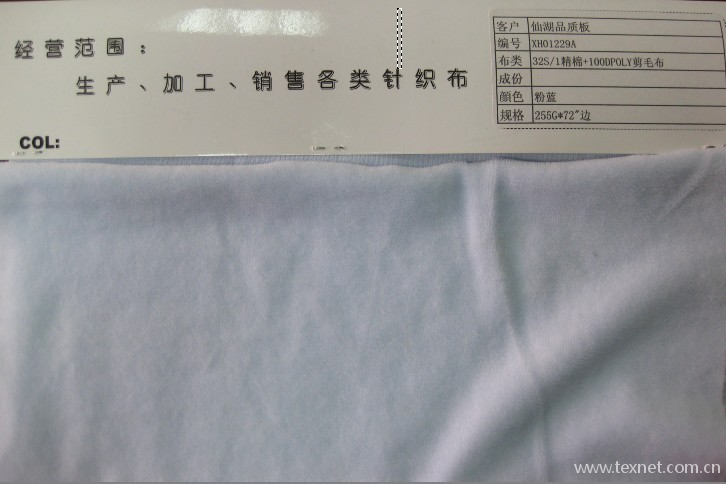 经营范围：
生产、加工、销售各类针织布
COL:
客户 仙湖品质板
编号 XH01229A
布类 32S/1精棉+100DPOLY剪毛布
成份
颜色 粉蓝
规格 255G*72"边
www.texnet.com.cn